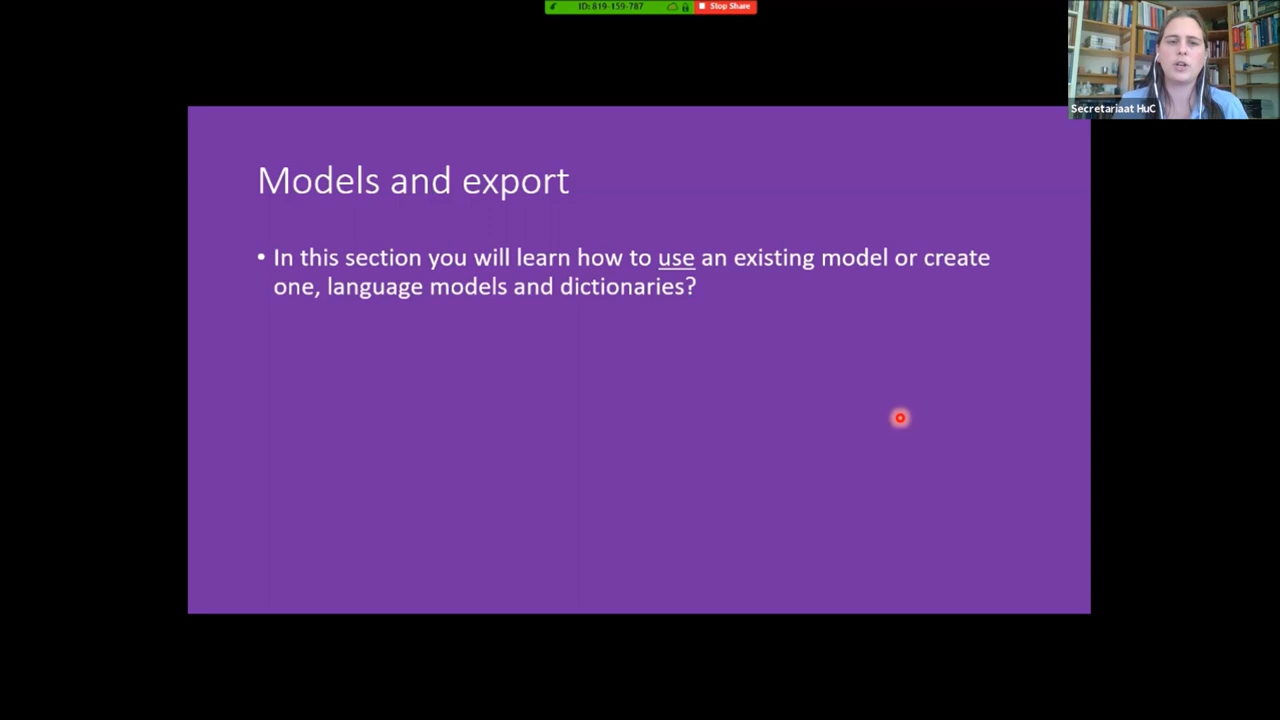 ID: 819-159-787
Stop Share
Secretariaat HuC
Models and export
• In this section you will learn how to use an existing model or create
one, language models and dictionaries?